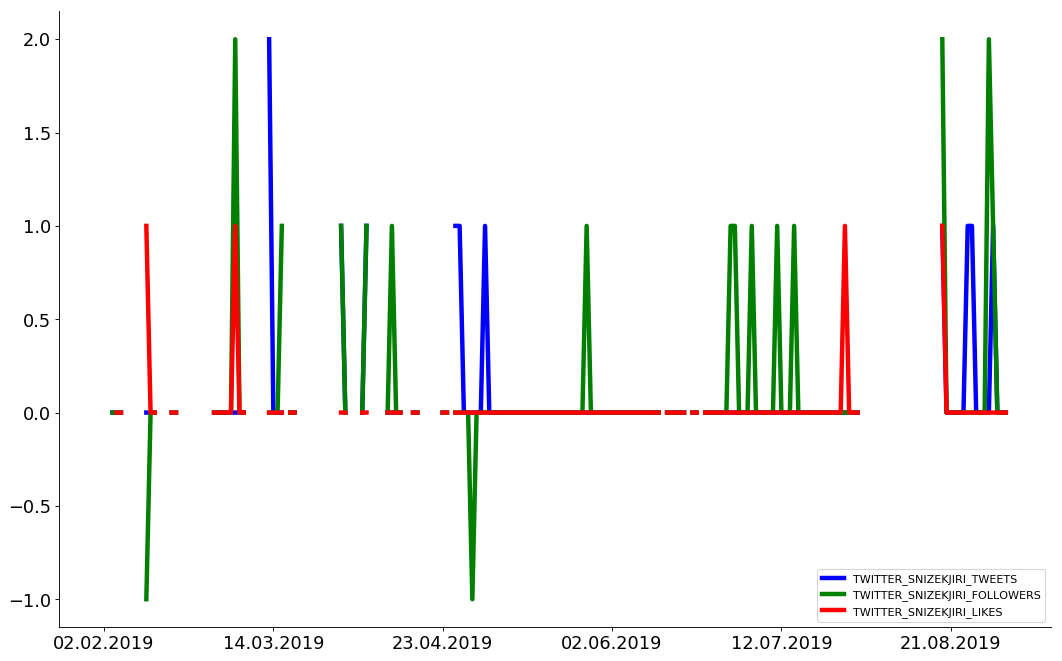 2.0
1.5
1.0
0.5
0.0
−0.5
−1.0
02.02.2019 14.03.2019 23.04.2019 02.06.2019 12.07.2019 21.08.2019
TWITTER_SNIZEKJIRI_TWEETS
TWITTER_SNIZEKJIRI_FOLLOWERS
TWITTER_SNIZEKJIRI_LIKES